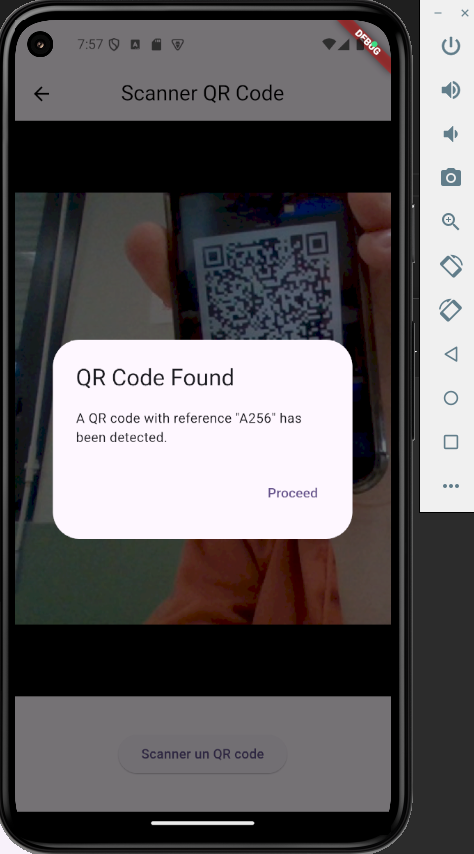 7:57
DEBUG
Scanner QR Code
QR Code Found
A QR code with reference "A256" has
been detected.
Proceed
Scanner un QR code